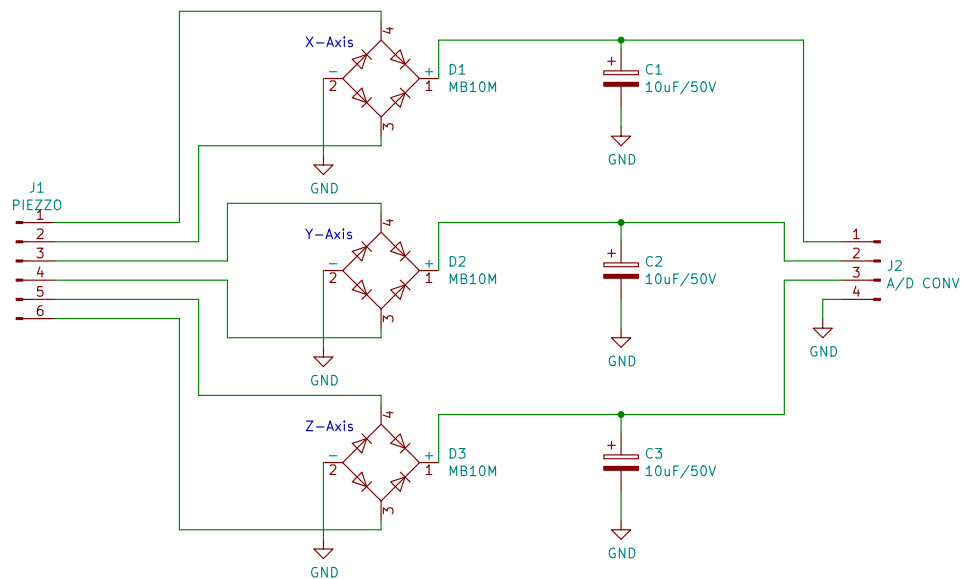 X-Axis
4
-
2
+
1
3
D1
MB10M
GND
+
C1
10uF/50V
GND
J1
PIEZZO
1
2
3
4
5
6
Y-Axis
4
-
2
+
1
3
D2
MB10M
GND
+
C2
10uF/50V
GND
1
2
3
4
J2
A/D CONV
GND
Z-Axis
4
-
2
+
1
3
D3
MB10M
GND
+
C3
10uF/50V
GND